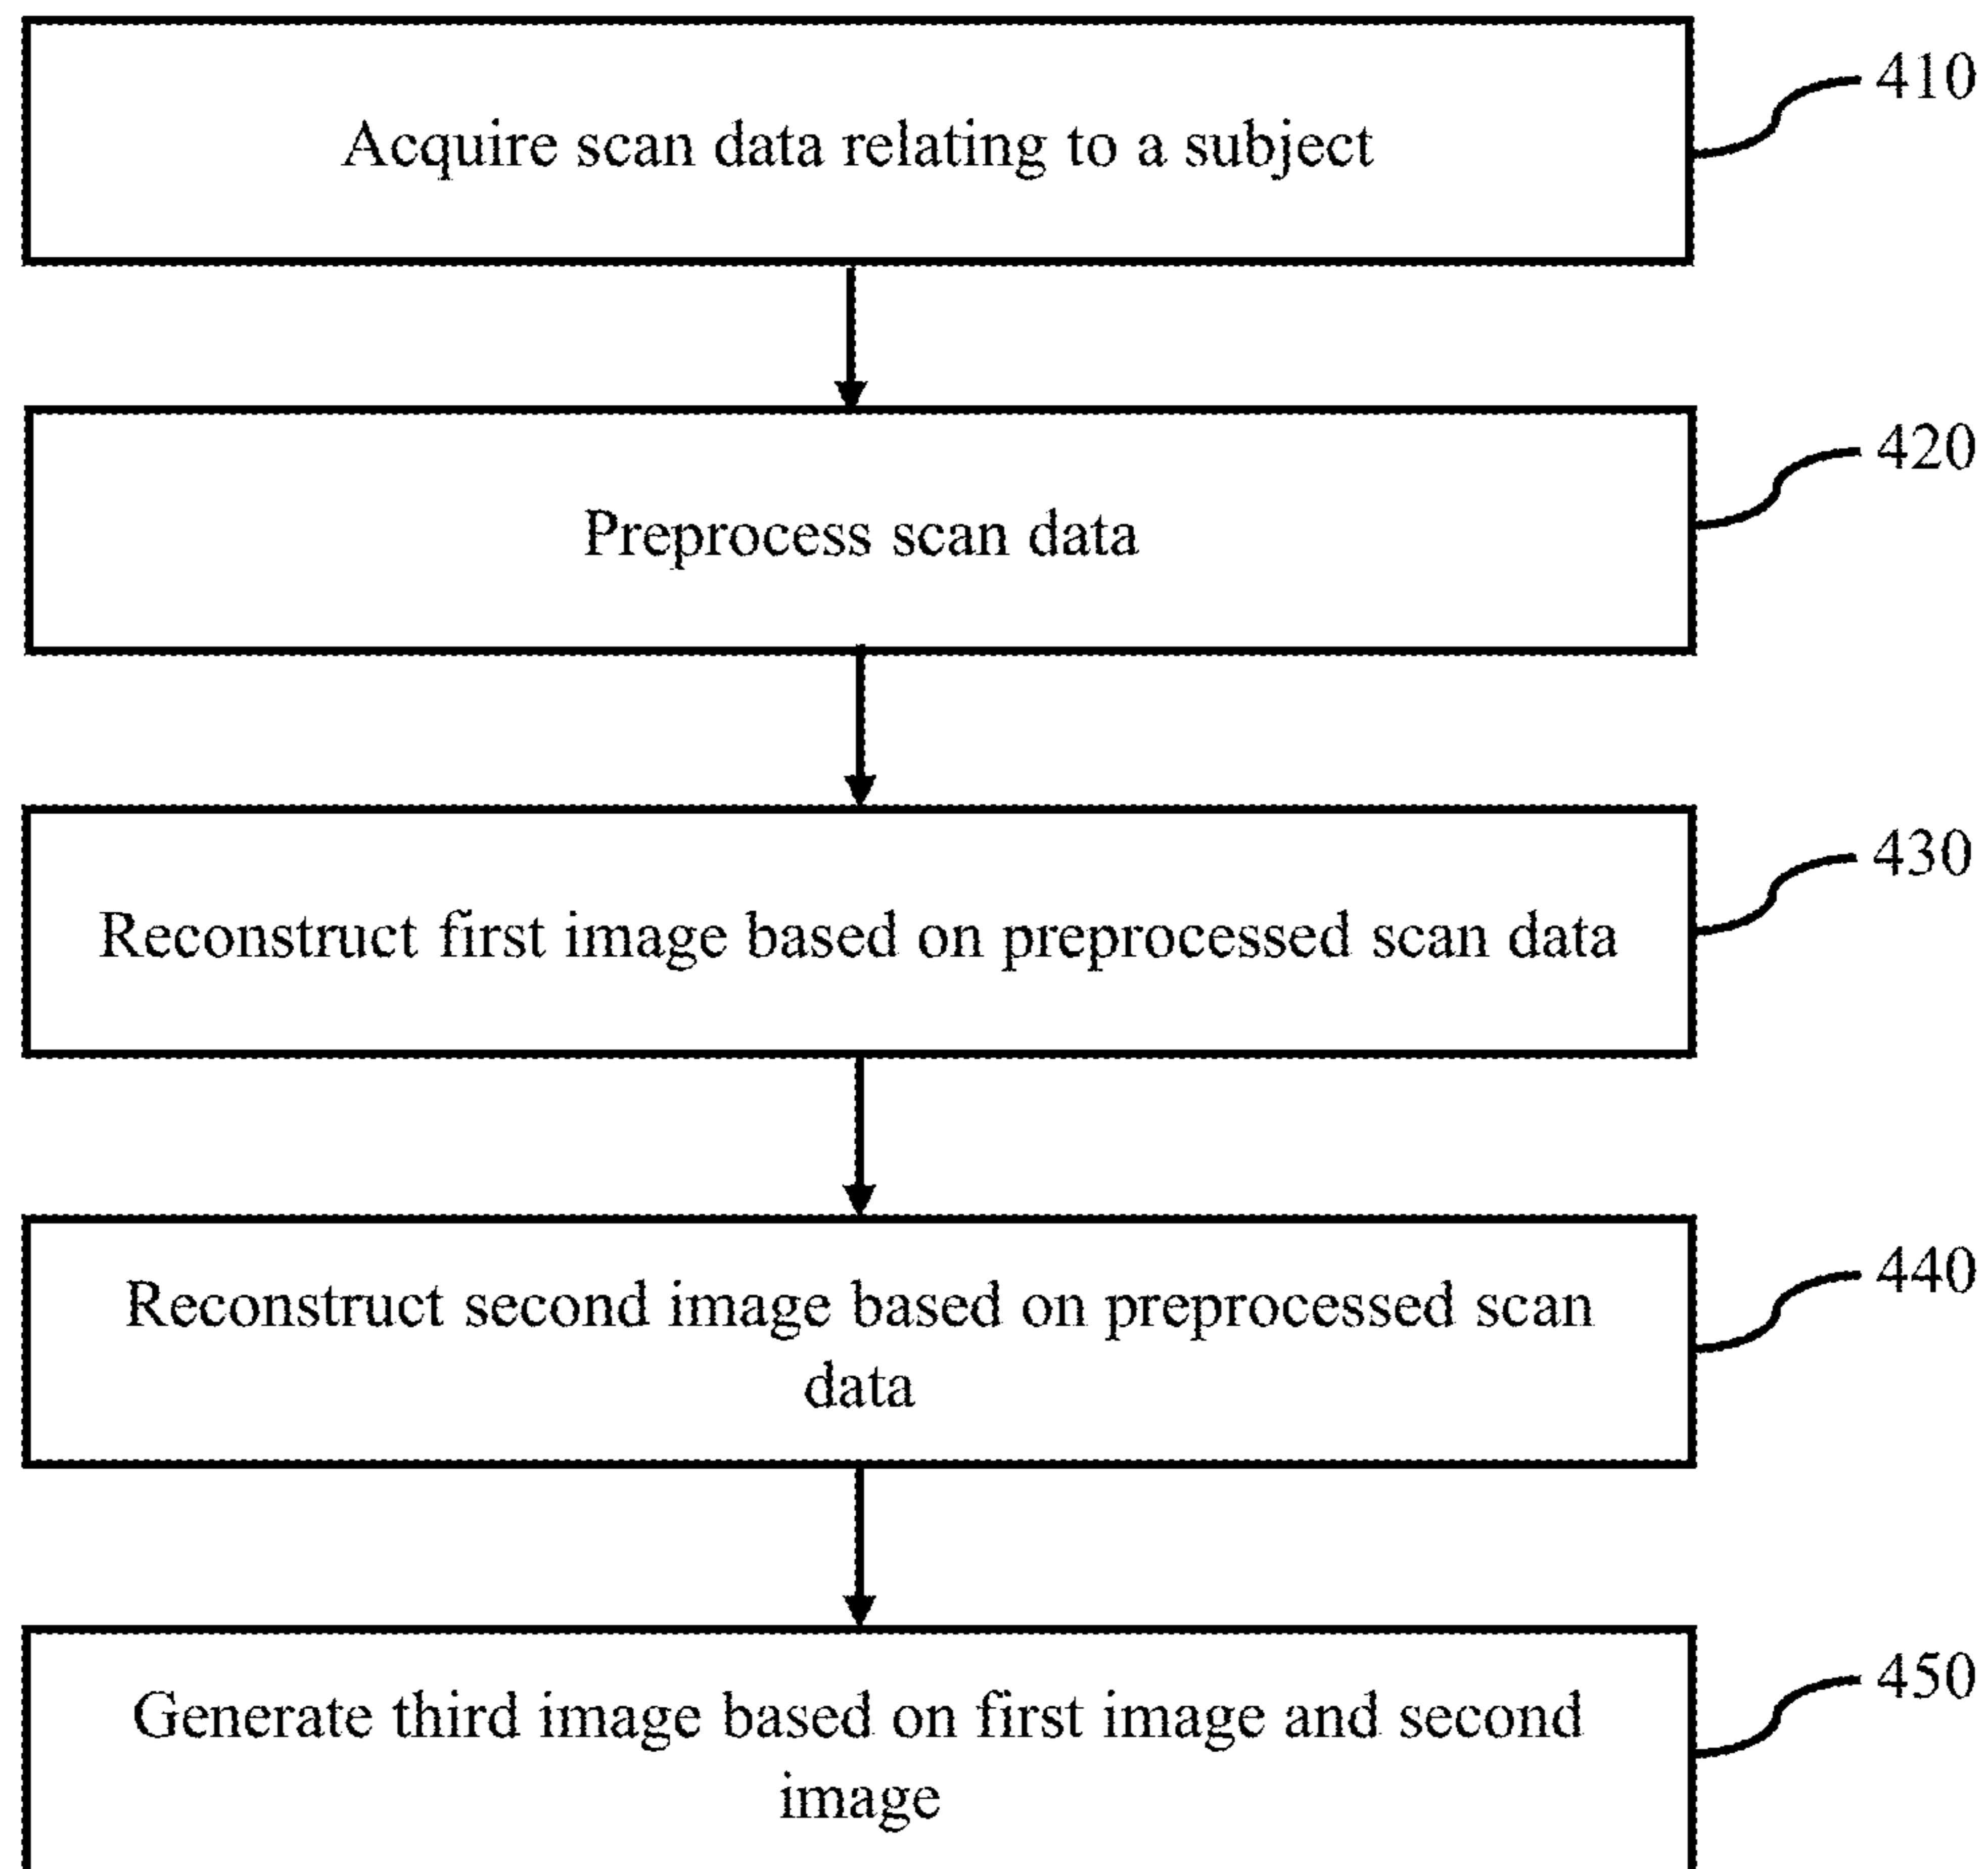 Acquire scan data relating to a subject
410
Preprocess scan data
420
Reconstruct first image based on preprocessed scan data
430
Reconstruct second image based on preprocessed scan
data
440
Generate third image based on first image and second
image
450